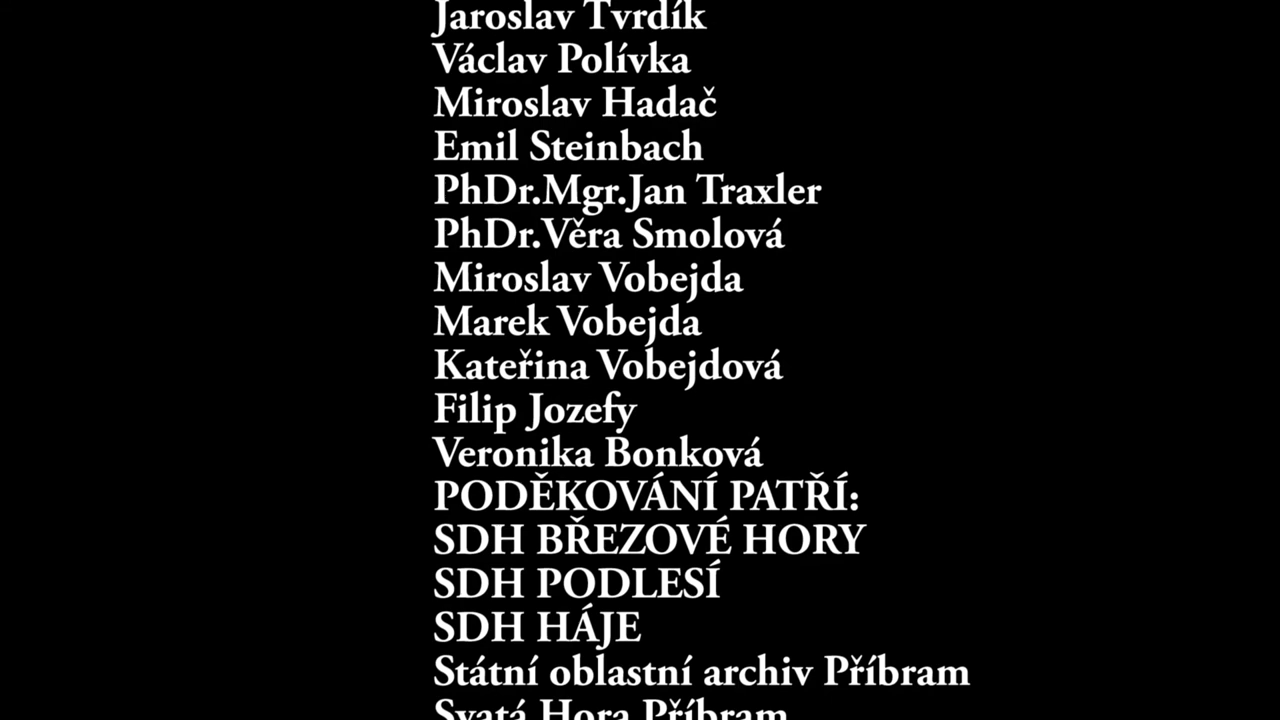 Jaroslav Tvrdík
Václav Polívka
Miroslav Hadač
Emil Steinbach
PhDr.Mgr.Jan Traxler
PhDr.Věra Smolová
Miroslav Vobejda
Marek Vobejda
Kateřina Vobejdová
Filip Jozefy
Veronika Bonková
PODĚKOVÁNÍ PATŘÍ:
SDH BŘEZOVÉ HORY
SDH PODLESÍ
SDH HÁJE
Státní oblastní archiv Příbram
Svatá Hora Příbram